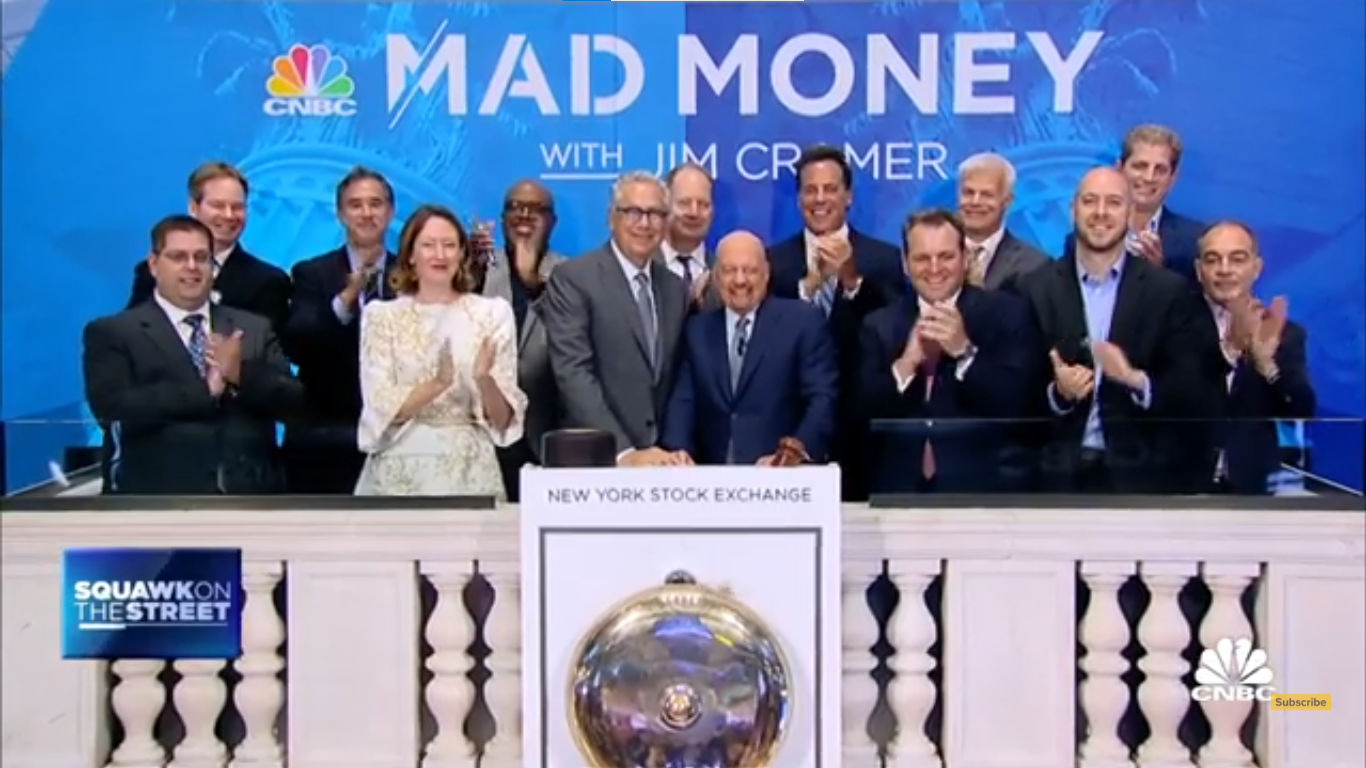 MAD MONEY
CNBC
WITH JIM CRAMER
NEW YORK STOCK EXCHANGE
SQUAWK ON
THE STREET
CNBC
Subscribe